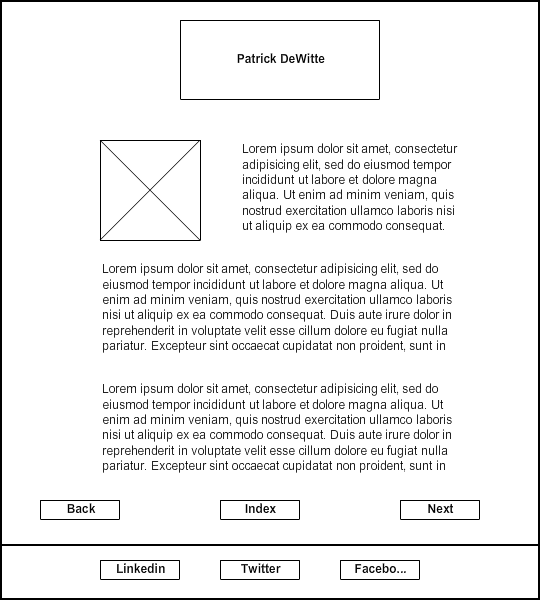 Patrick DeWitte
Lorem ipsum dolor sit amet, consectetur
adipisicing elit, sed do eiusmod tempor
incididunt ut labore et dolore magna
aliqua. Ut enim ad minim veniam, quis
nostrud exercitation ullamco laboris nisi
ut aliquip ex ea commodo consequat.
Lorem ipsum dolor sit amet, consectetur adipisicing elit, sed do
eiusmod tempor incididunt ut labore et dolore magna aliqua. Ut
enim ad minim veniam, quis nostrud exercitation ullamco laboris
nisi ut aliquip ex ea commodo consequat. Duis aute irure dolor in
reprehenderit in voluptate velit esse cillum dolore eu fugiat nulla
pariatur. Excepteur sint occaecat cupidatat non proident, sunt in
Lorem ipsum dolor sit amet, consectetur adipisicing elit, sed do
eiusmod tempor incididunt ut labore et dolore magna aliqua. Ut
enim ad minim veniam, quis nostrud exercitation ullamco laboris
nisi ut aliquip ex ea commodo consequat. Duis aute irure dolor in
reprehenderit in voluptate velit esse cillum dolore eu fugiat nulla
pariatur. Excepteur sint occaecat cupidatat non proident, sunt in
Back Index Next
Linkedin Twitter Facebo...